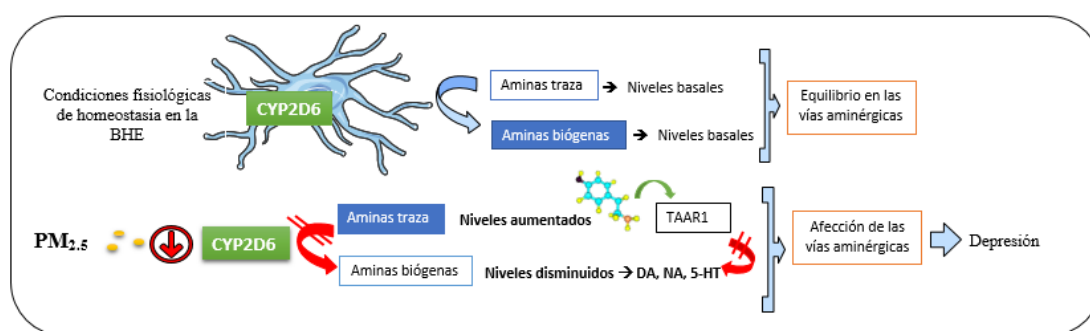 Condiciones fisiológicas
de homeostasia en la
BHE
CYP2D6
Aminas traza → Niveles basales
Aminas biógenas → Niveles basales
Equilibrio en las
vías aminérgicas
PM2.5
CYP2D6
Aminas traza Niveles aumentados
TAAR1
Aminas biógenas Niveles disminuidos → DA, NA, 5-HT
Afección de las
vías aminérgicas
Depresión